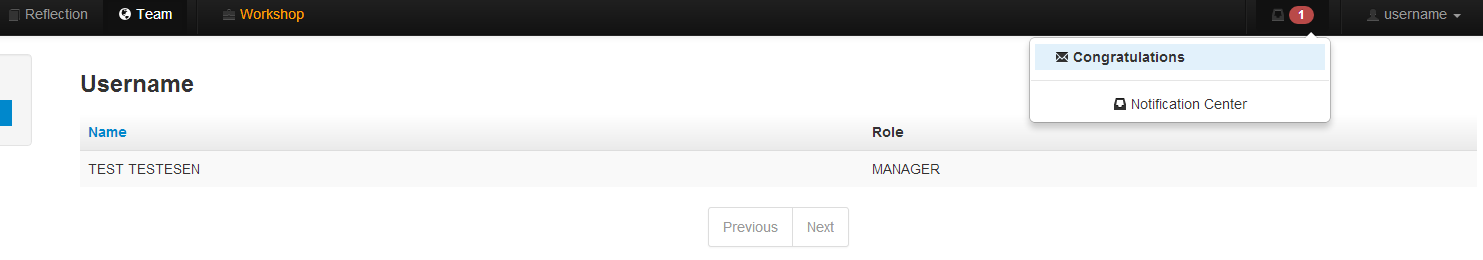 Reflection Team Workshop 1 username
Congratulations
Notification Center
Username
Name Role
TEST TESTESEN MANAGER
Previous Next